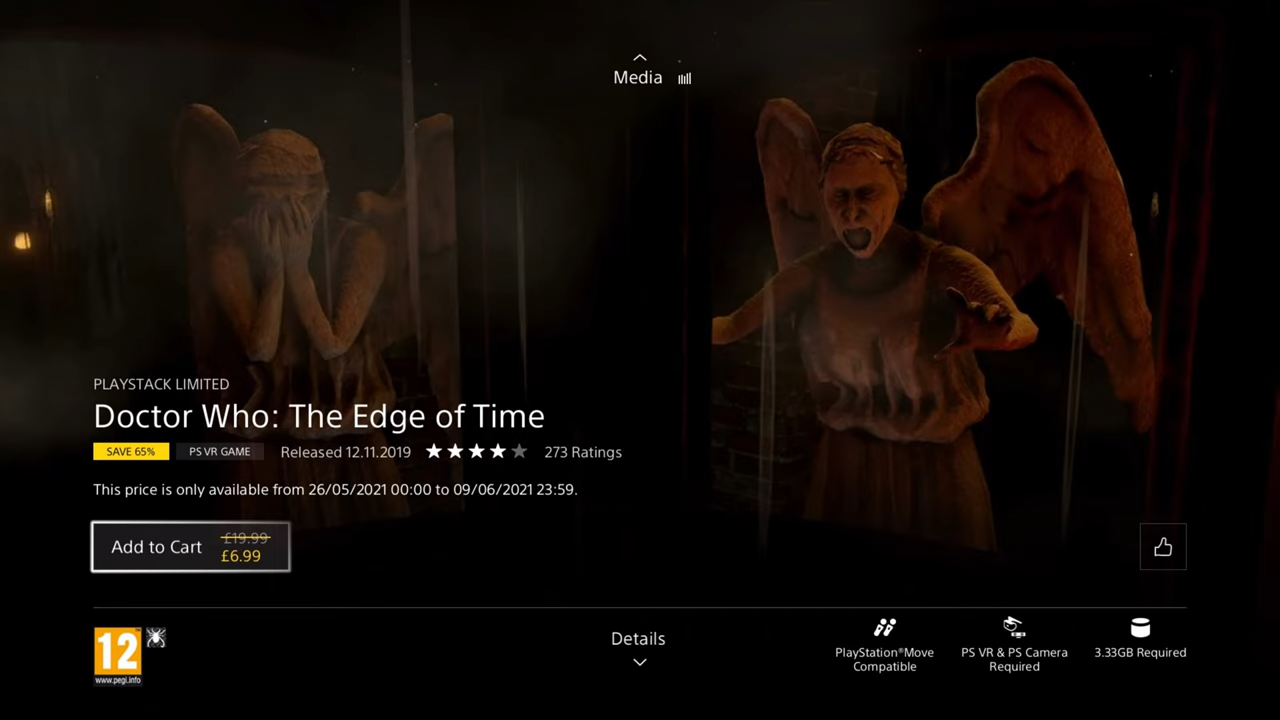 Media
PLAYSTACK LIMITED
Doctor Who: The Edge of Time
SAVE 65% PS VR GAME Released 12.11.2019 273 Ratings
This price is only available from 26/05/2021 00:00 to 09/06/2021 23:59.
Add to Cart £19.99
£6.99
12
www.pegi.info
Details
PlayStation®Move
Compatible
PS VR & PS Camera
Required
3.33GB Required